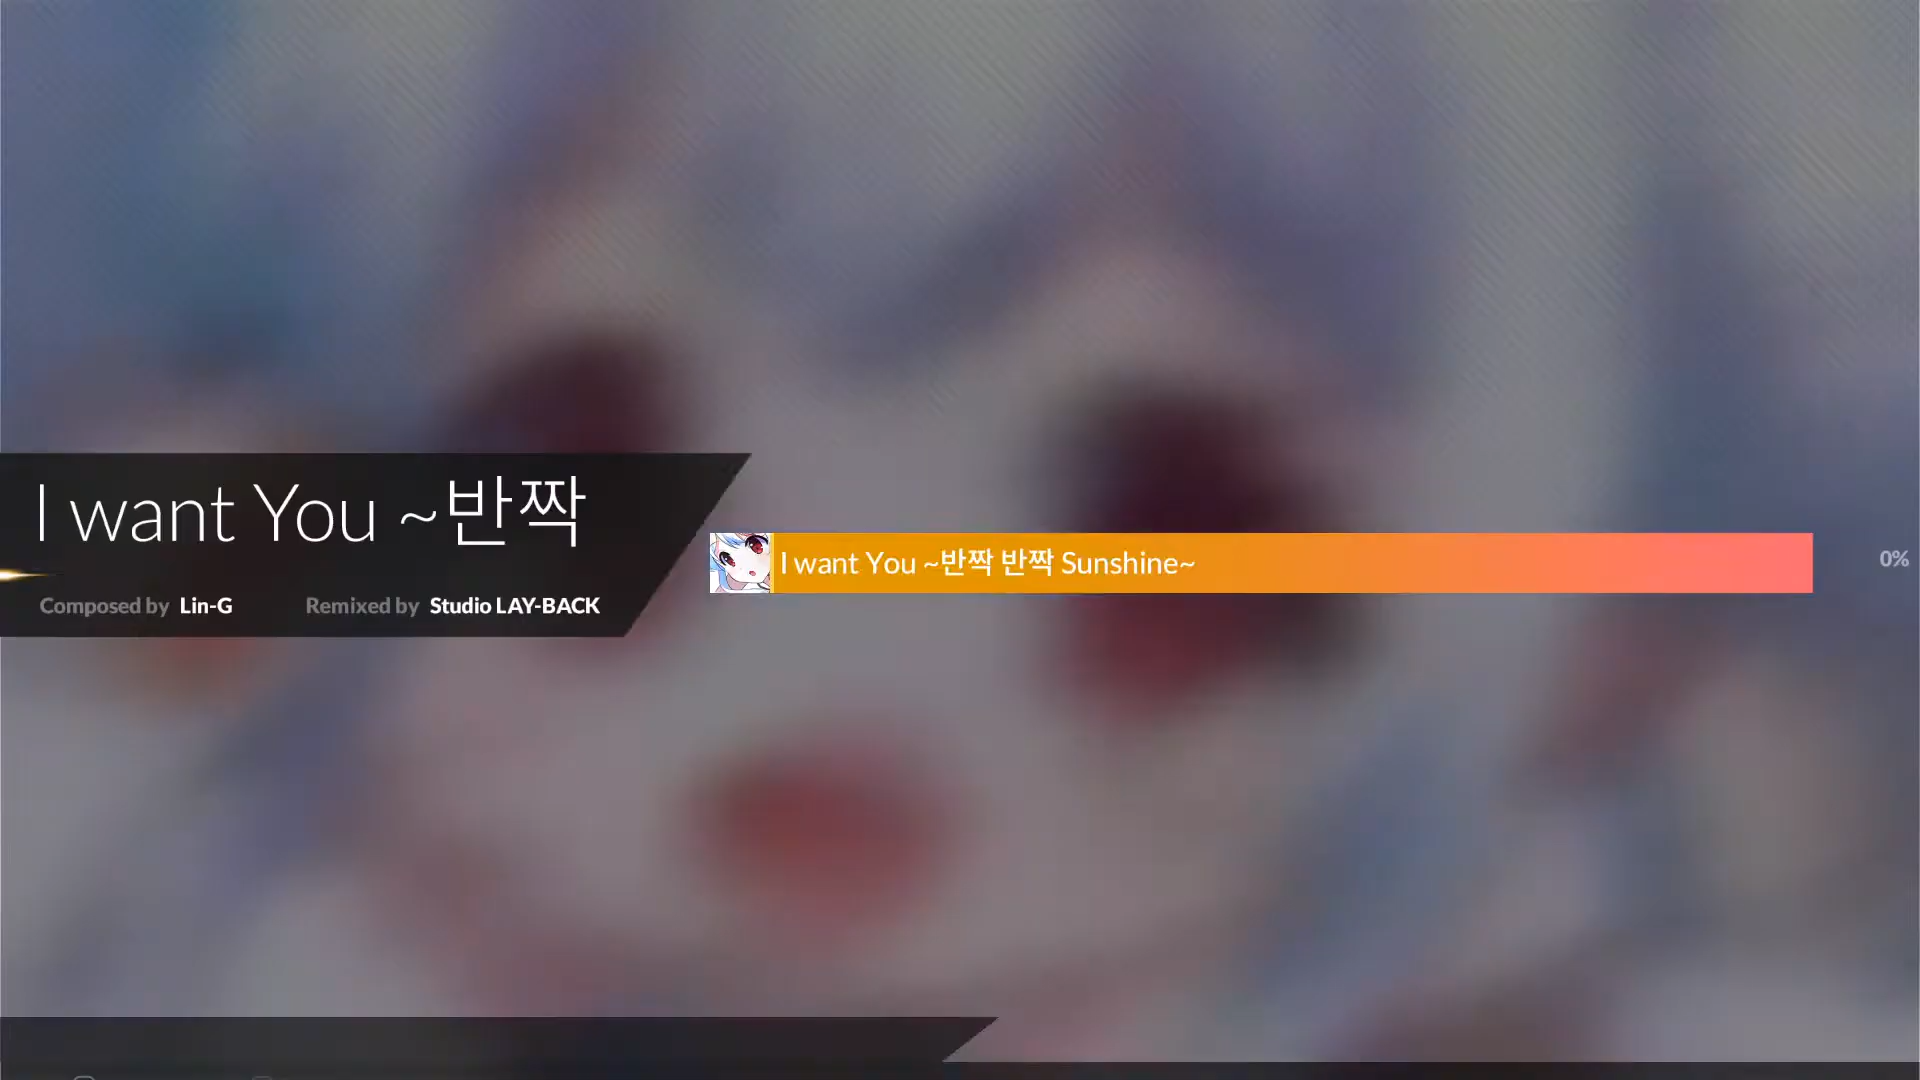 I want You ~반짝
Composed by Lin-G Remixed by Studio LAY-BACK
I want You ~반짝 반짝 Sunshine~
0%